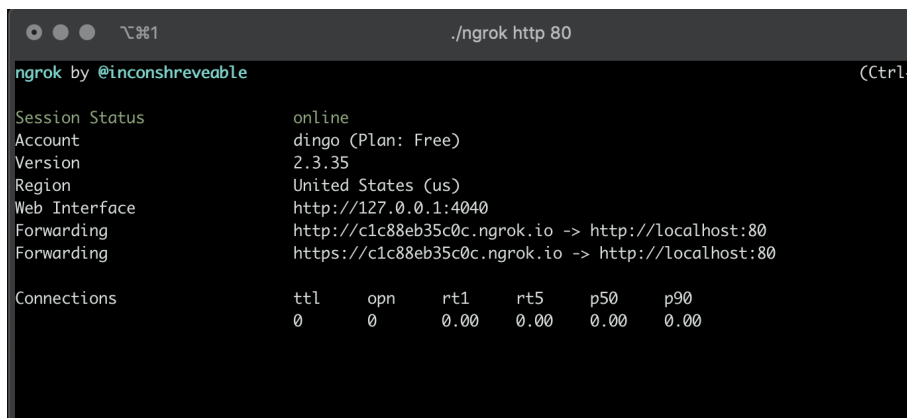 ⌥⌘1 ./ngrok http 80
ngrok by @inconshreveable (Ctrl-
Session Status online
Account dingo (Plan: Free)
Version 2.3.35
Region United States (us)
Web Interface http://127.0.0.1:4040
Forwarding http://c1c88eb35c0c.ngrok.io -> http://localhost:80
Forwarding https://c1c88eb35c0c.ngrok.io -> http://localhost:80
Connections ttl opn rt1 rt5 p50 p90
0 0 0.00 0.00 0.00 0.00